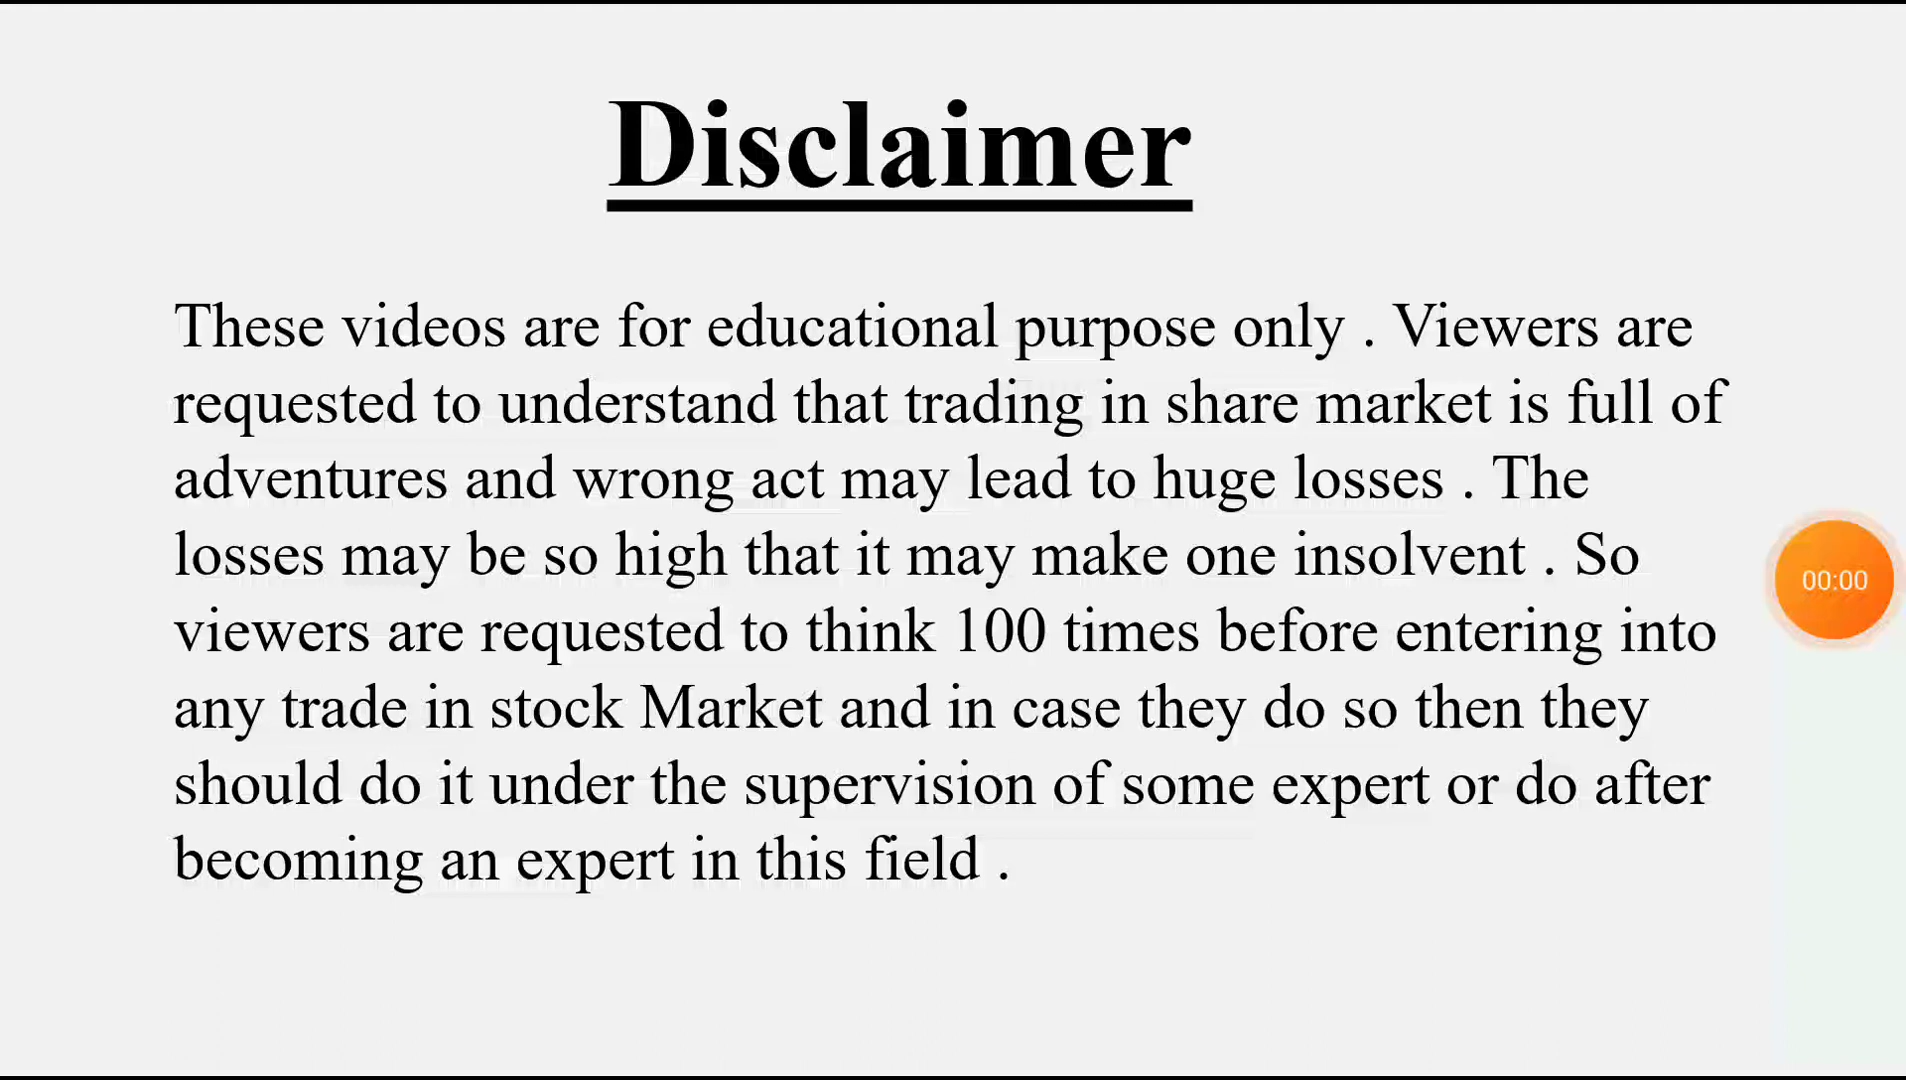 Disclaimer
These videos are for educational purpose only . Viewers are
requested to understand that trading in share market is full of
adventures and wrong act may lead to huge losses . The
losses may be so high that it may make one insolvent . So
viewers are requested to think 100 times before entering into
any trade in stock Market and in case they do so then they
should do it under the supervision of some expert or do after
becoming an expert in this field .
00:00